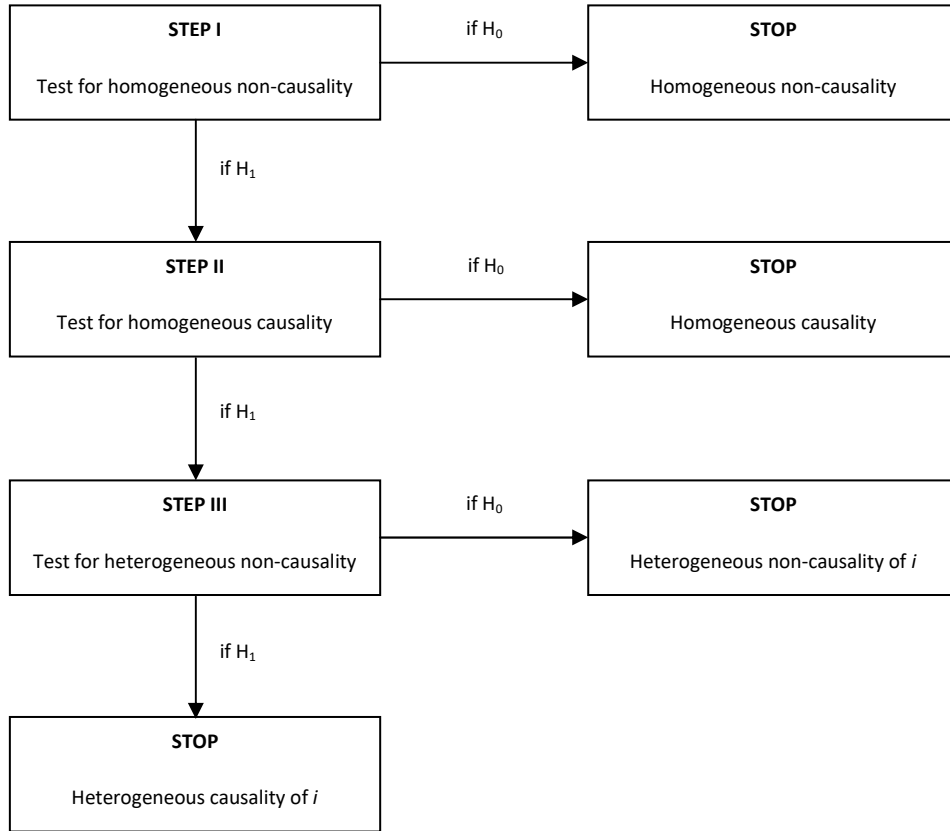 STEP I
Test for homogeneous non-causality
if H₀
STOP
Homogeneous non-causality
if H₁
STEP II
Test for homogeneous causality
if H₀
STOP
Homogeneous causality
if H₁
STEP III
Test for heterogeneous non-causality
if H₀
STOP
Heterogeneous non-causality of i
if H₁
STOP
Heterogeneous causality of i